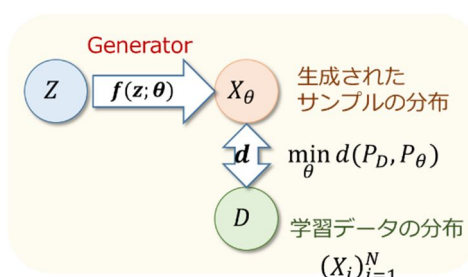 Generator
Z
f(z;θ)
X_θ
生成された
サンプルの分布
d
min_θ d(P_D, P_θ)
D
学習データの分布
(X_i)_{i=1}^N